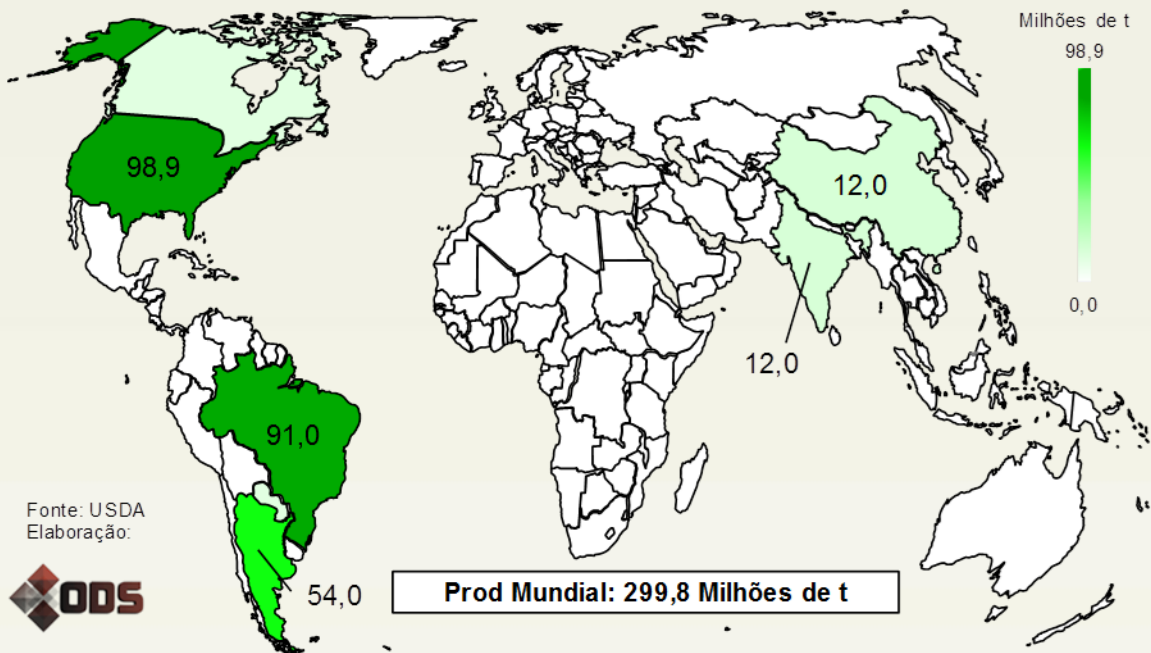 Milhões de t
98,9
0,0
98,9
12,0
12,0
91,0
54,0
Fonte: USDA
Elaboração:
ODS
Prod Mundial: 299,8 Milhões de t